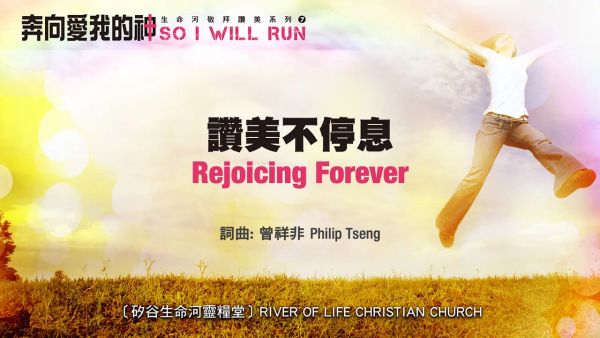 生命河敬拜讚美系列7
奔向愛我的神 SO I WILL RUN
讚美不停息
Rejoicing Forever
詞曲: 曾祥非 Philip Tseng
〔矽谷生命河靈糧堂〕RIVER OF LIFE CHRISTIAN CHURCH